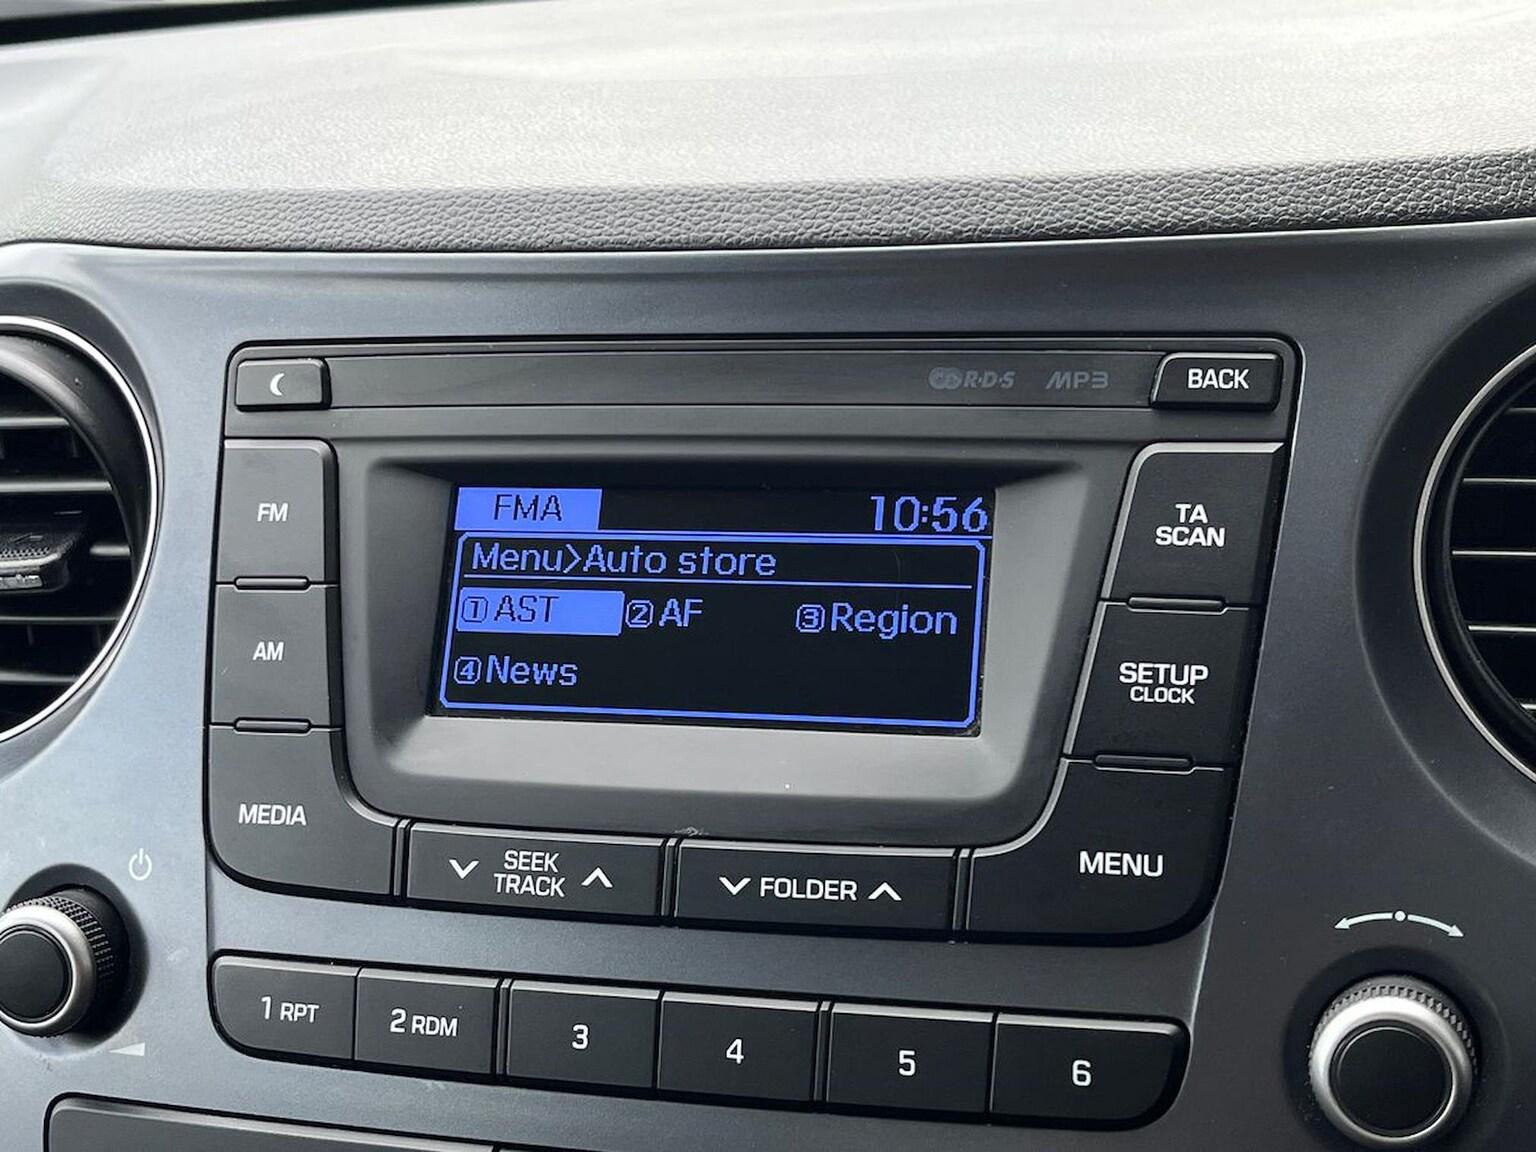 RDS MP3
BACK
FM
AM
MEDIA
FMA 10:56
Menu>Auto store
①AST ②AF ③Region
④News
TA
SCAN
SETUP
CLOCK
SEEK
TRACK
FOLDER
MENU
1 RPT
2 RDM
3
4
5
6